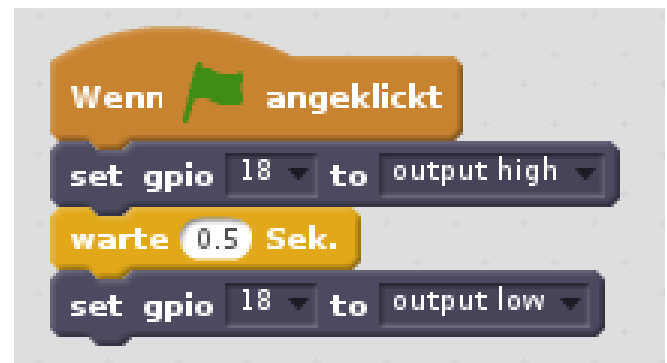 Wenn angeklickt
set gpio 18 to output high
warte 0.5 Sek.
set gpio 18 to output low